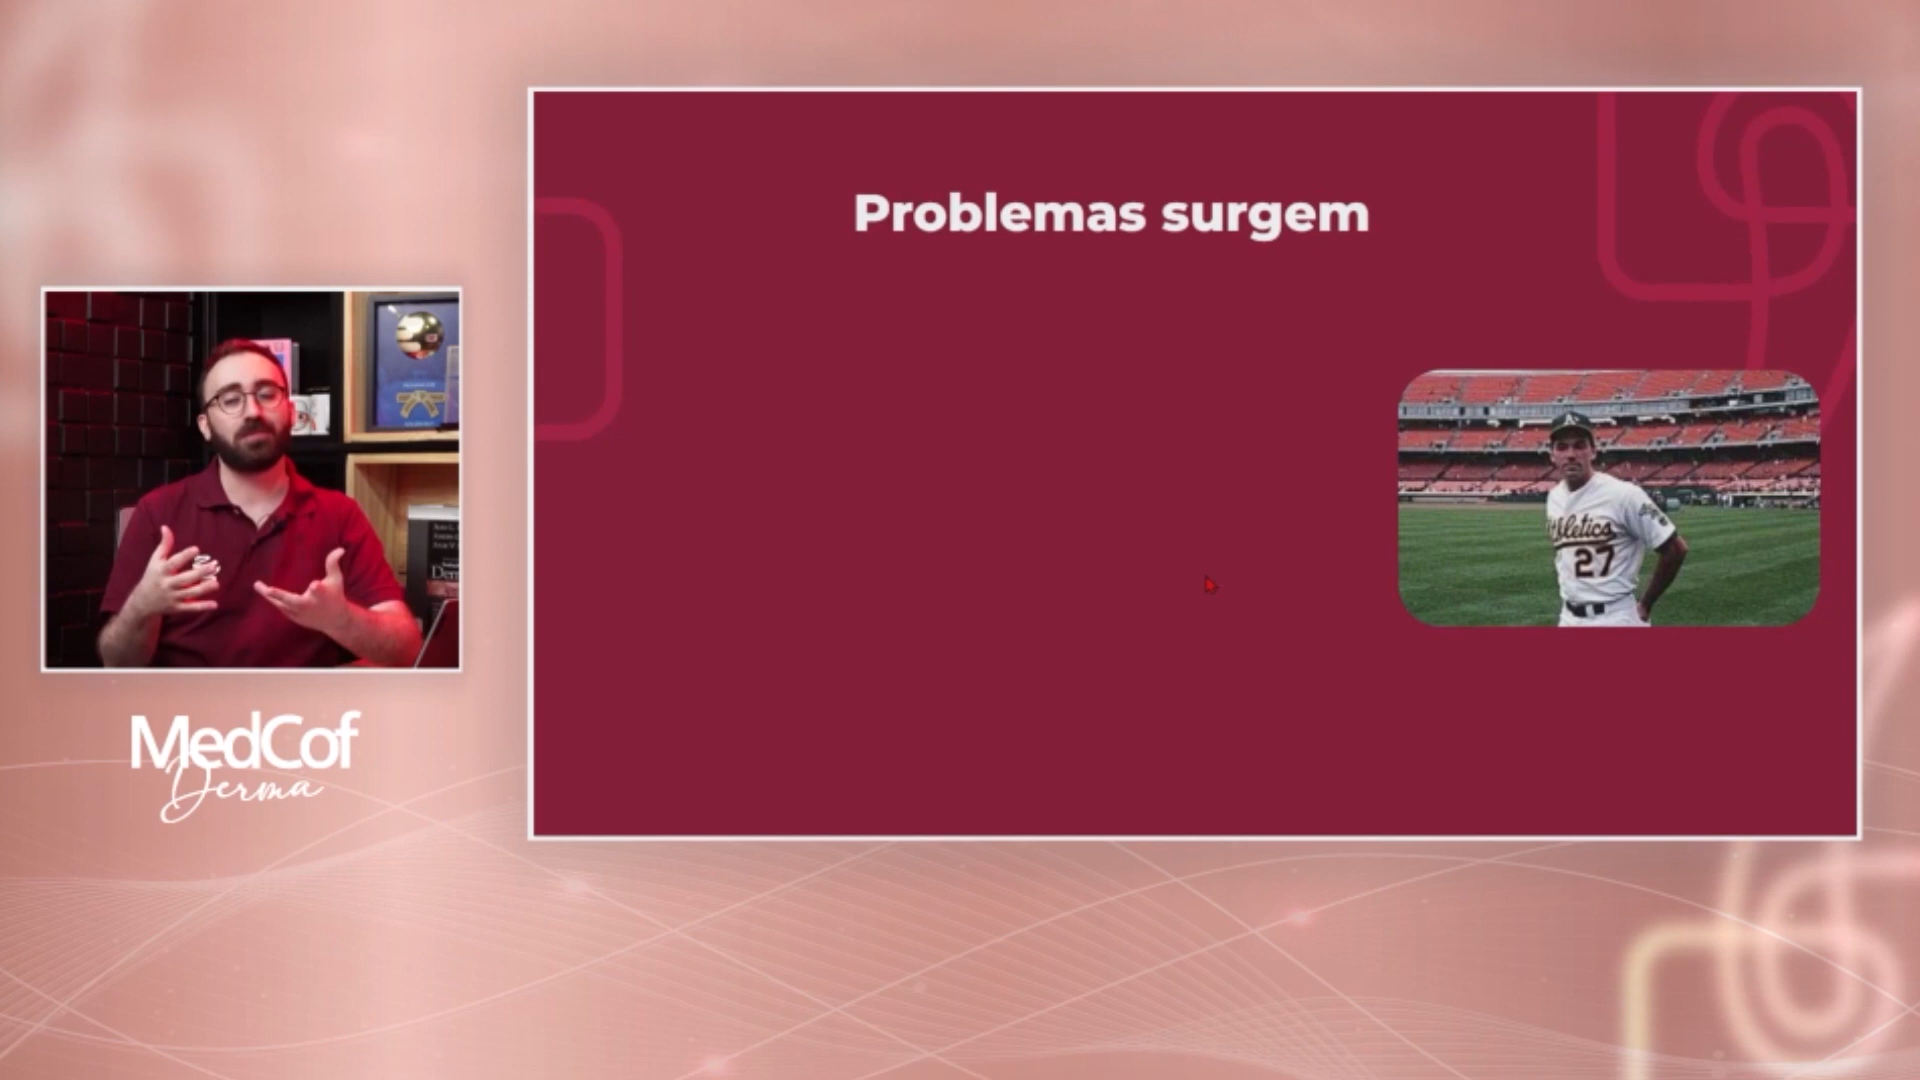 Problemas surgem
Athletics
27
A's
MedCof
Derma